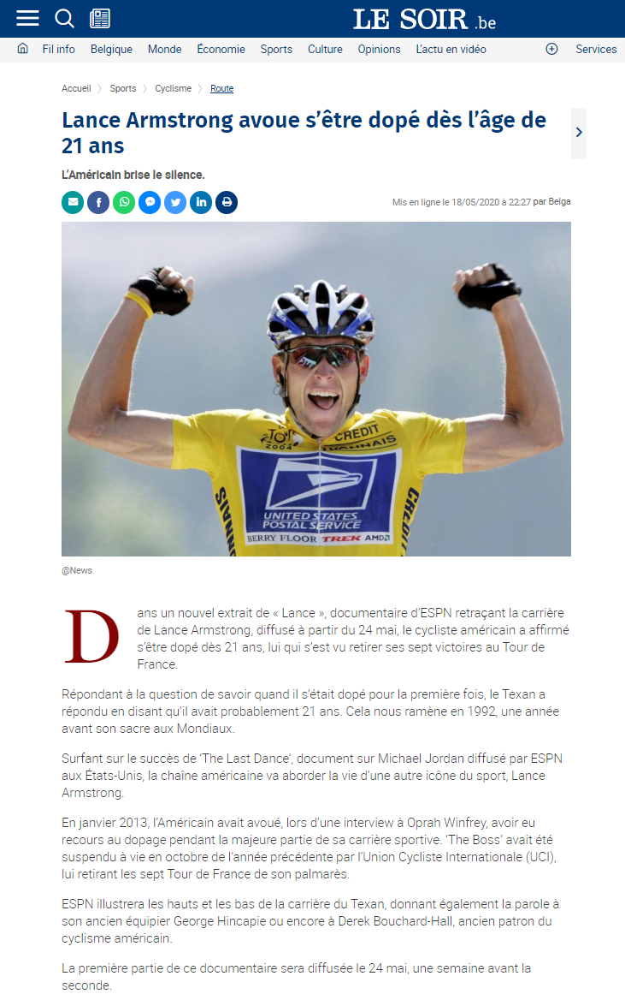 LE SOIR .be
Fil info Belgique Monde Économie Sports Culture Opinions L'actu en vidéo Services
Accueil Sports Cyclisme Route
Lance Armstrong avoue s’être dopé dès l’âge de
21 ans
L’Américain brise le silence.
Mis en ligne le 18/05/2020 à 22:27 par Belga
TOUR
2004
CREDIT
LYONNAIS
UNITED STATES
POSTAL SERVICE
BERRY FLOOR TREK AMD
NNAIS
CREDIT
@News
Dans un nouvel extrait de « Lance », documentaire d’ESPN retraçant la carrière
de Lance Armstrong, diffusé à partir du 24 mai, le cycliste américain a affirmé
s’être dopé dès 21 ans, lui qui s’est vu retirer ses sept victoires au Tour de
France.
Répondant à la question de savoir quand il s’était dopé pour la première fois, le Texan a
répondu en disant qu’il avait probablement 21 ans. Cela nous ramène en 1992, une année
avant son sacre aux Mondiaux.
Surfant sur le succès de ‘The Last Dance’, document sur Michael Jordan diffusé par ESPN
aux États-Unis, la chaîne américaine va aborder la vie d’une autre icône du sport, Lance
Armstrong.
En janvier 2013, l’Américain avait avoué, lors d’une interview à Oprah Winfrey, avoir eu
recours au dopage pendant la majeure partie de sa carrière sportive. ‘The Boss’ avait été
suspendu à vie en octobre de l’année précédente par l’Union Cycliste Internationale (UCI),
lui retirant les sept Tour de France de son palmarès.
ESPN illustrera les hauts et les bas de la carrière du Texan, donnant également la parole à
son ancien équipier George Hincapie ou encore à Derek Bouchard-Hall, ancien patron du
cyclisme américain.
La première partie de ce documentaire sera diffusée le 24 mai, une semaine avant la
seconde.